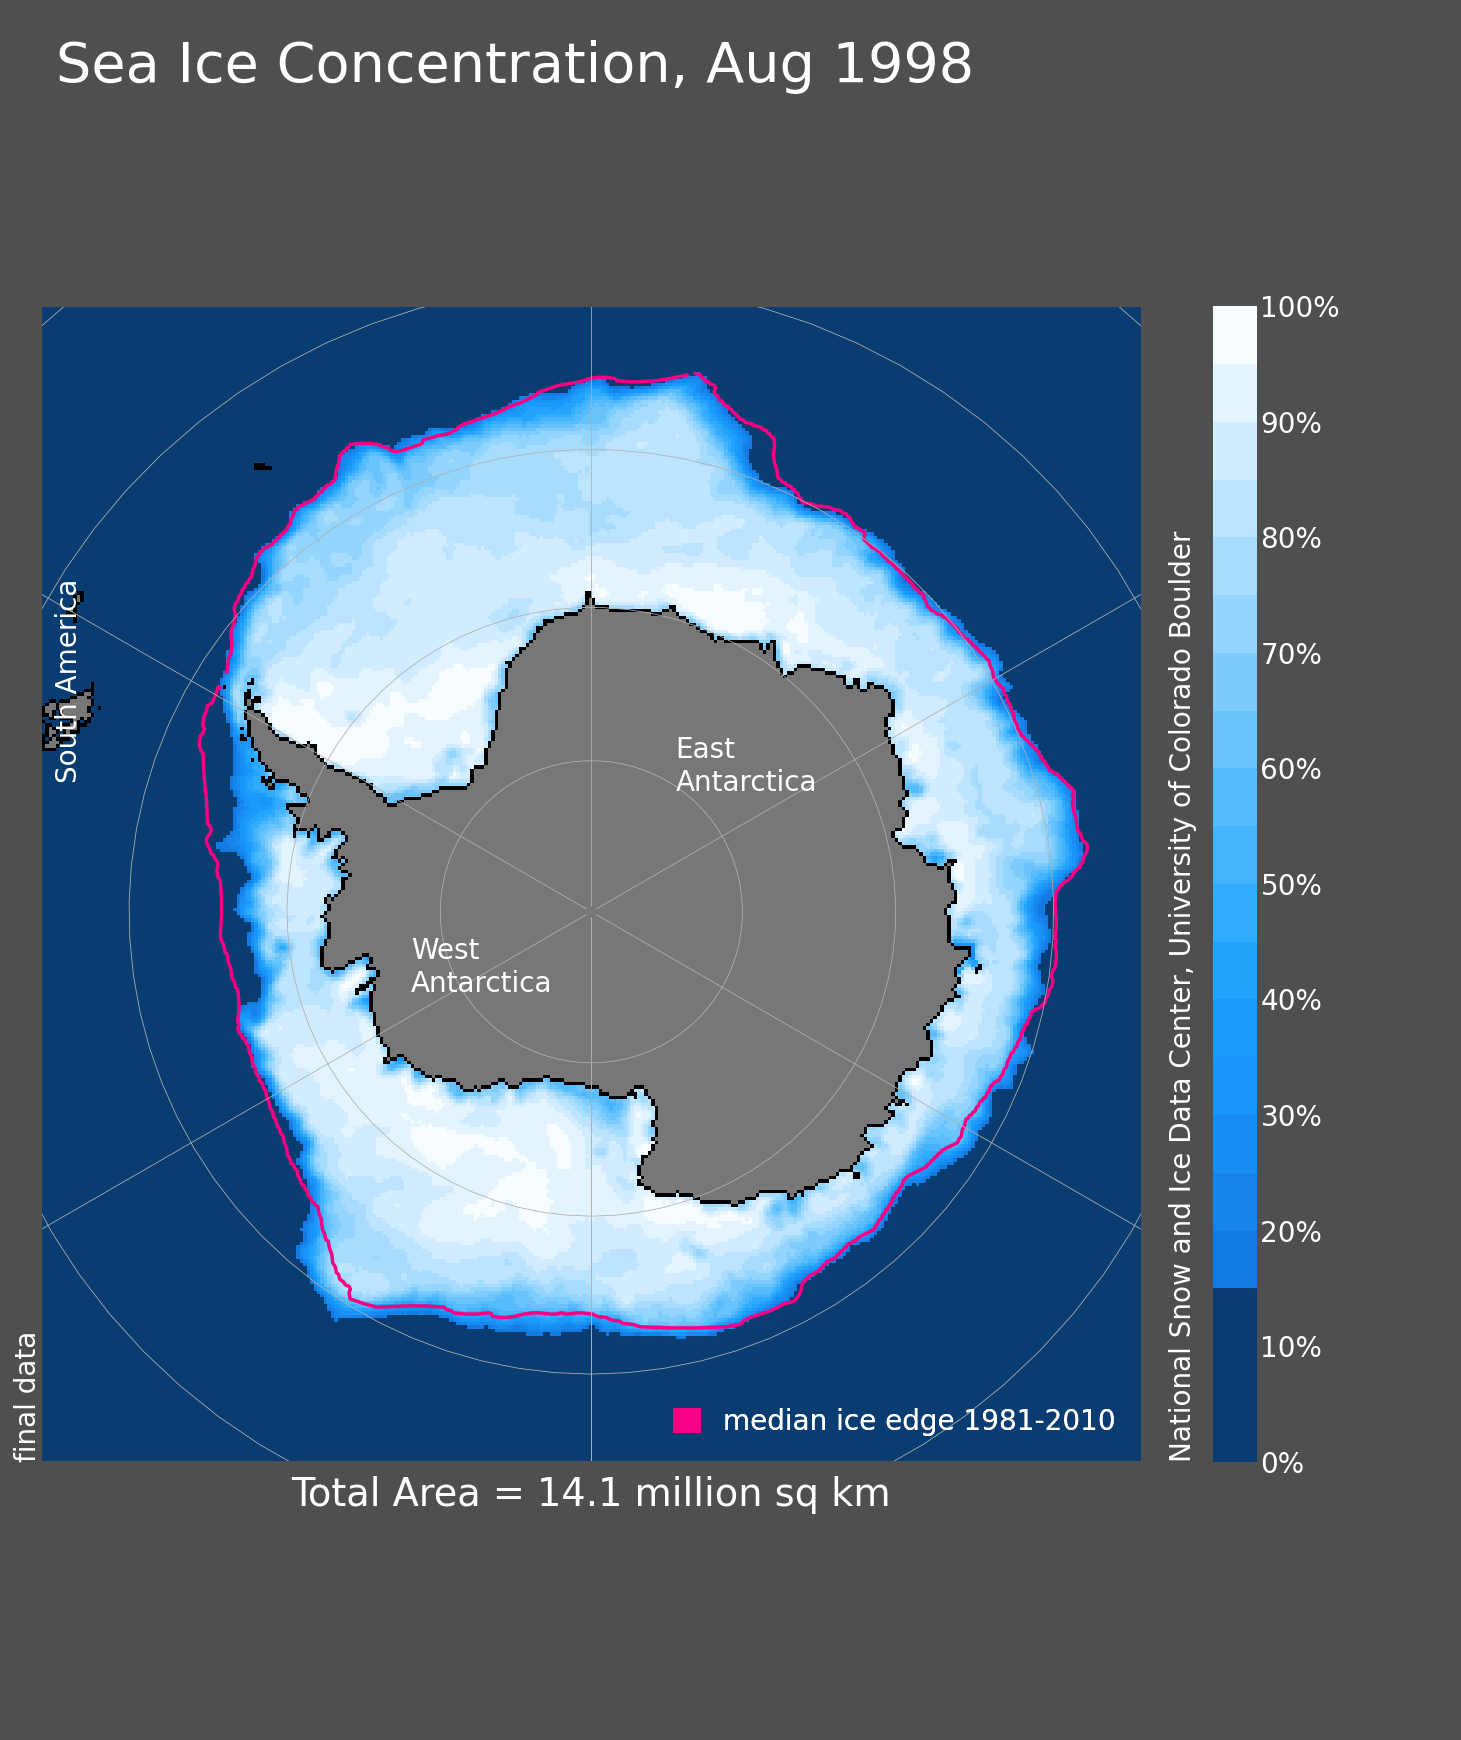 Sea Ice Concentration, Aug 1998
South America
East
Antarctica
West
Antarctica
median ice edge 1981-2010
final data
Total Area = 14.1 million sq km
National Snow and Ice Data Center, University of Colorado Boulder
100%
90%
80%
70%
60%
50%
40%
30%
20%
10%
0%